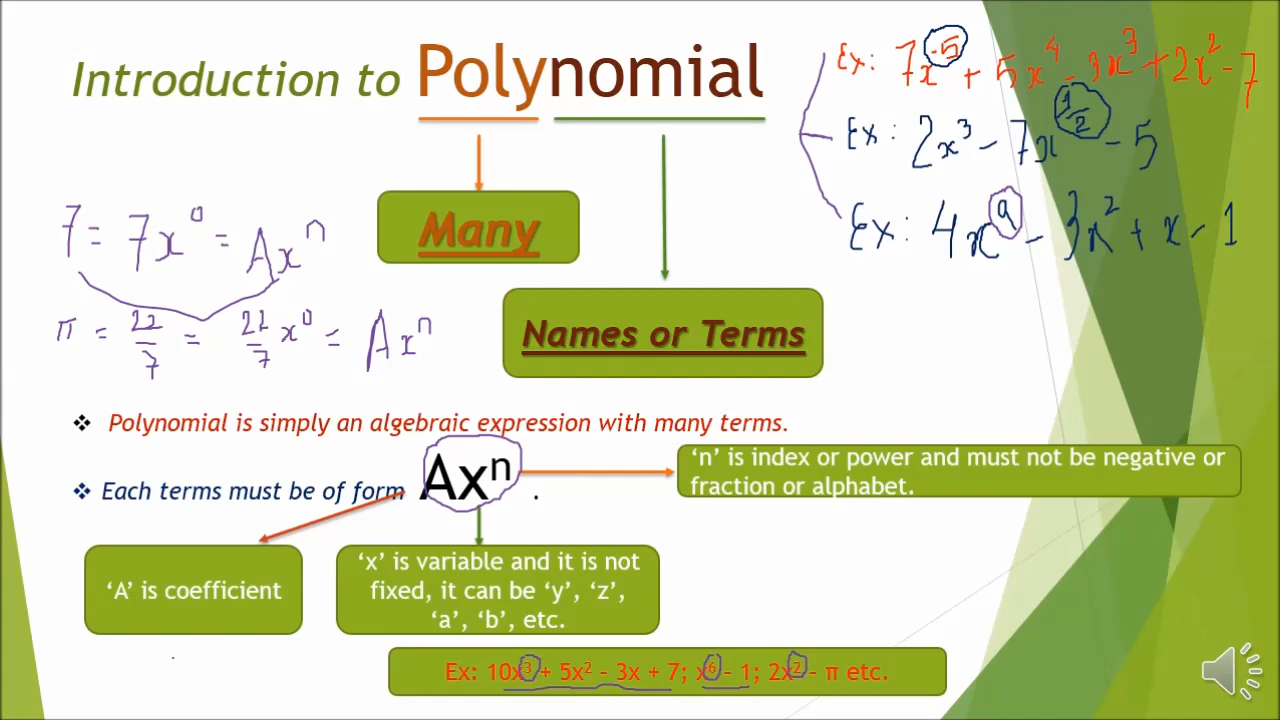 Introduction to Polynomial
Ex: 7x⁻⁵ + 5x⁴ - 3x³ + 2x² - 7
Ex: 2x³ - 7x^(1/2) - 5
Ex: 4x^a - 3x² + x - 1
Many
7 = 7x⁰ = Axⁿ
π = 22/7 = 22/7 x⁰ = Axⁿ
Names or Terms
❖ Polynomial is simply an algebraic expression with many terms.
❖ Each terms must be of form Axⁿ .
‘n’ is index or power and must not be negative or
fraction or alphabet.
‘A’ is coefficient
‘x’ is variable and it is not
fixed, it can be ‘y’, ‘z’,
‘a’, ‘b’, etc.
Ex: 10x³ + 5x² – 3x + 7; x⁶ – 1; 2x² – π etc.